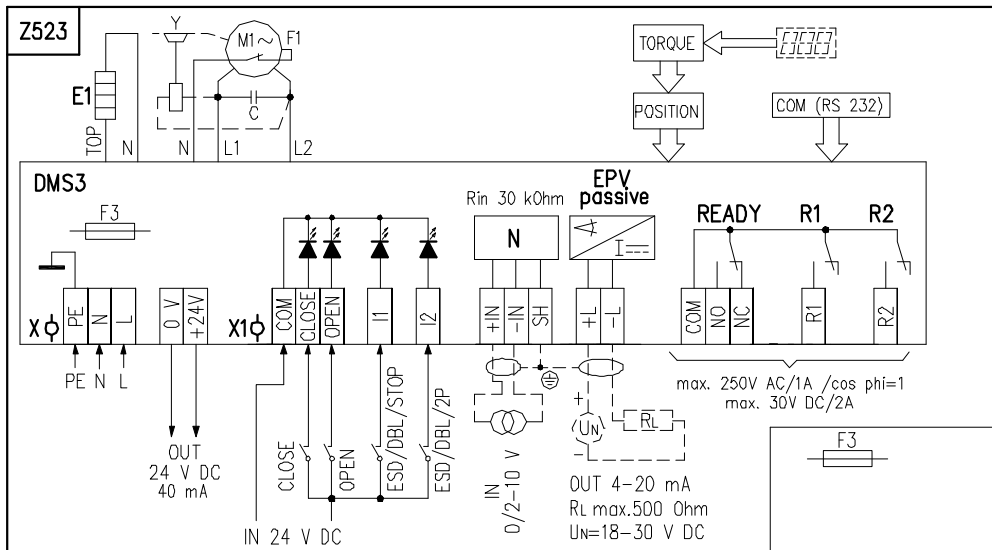 Z523
Y
M1 ~
F1
E1
C
TOP
N
N
L1
L2
TORQUE
POSITION
COM (RS 232)
DMS3
F3
Rin 30 kOhm
N
EPV
passive
I
READY
R1
R2
X
PE
N
L
0 V
+24V
X1
COM
CLOSE
OPEN
I1
I2
+IN
-IN
SH
+L
-L
COM
NO
NC
R1
R2
PE N L
OUT
24 V DC
40 mA
CLOSE
OPEN
ESD/DBL/STOP
ESD/DBL/2P
IN 24 V DC
IN
0/2-10 V
+
UN
-
RL
OUT 4-20 mA
RL max.500 Ohm
UN=18-30 V DC
max. 250V AC/1A /cos phi=1
max. 30V DC/2A
F3